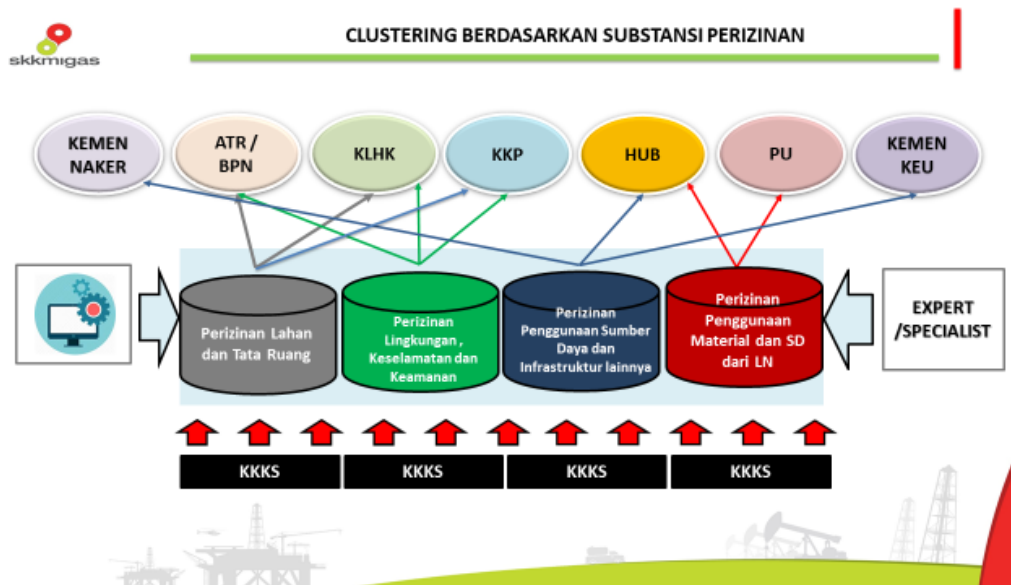 skkmigas
CLUSTERING BERDASARKAN SUBSTANSI PERIZINAN
KEMEN
NAKER
ATR /
BPN
KLHK
KKP
HUB
PU
KEMEN
KEU
Perizinan Lahan
dan Tata Ruang
Perizinan
Lingkungan ,
Keselamatan dan
Keamanan
Perizinan
Penggunaan Sumber
Daya dan
Infrastruktur lainnya
Perizinan
Penggunaan
Material dan SD
dari LN
EXPERT
/SPECIALIST
KKKS
KKKS
KKKS
KKKS